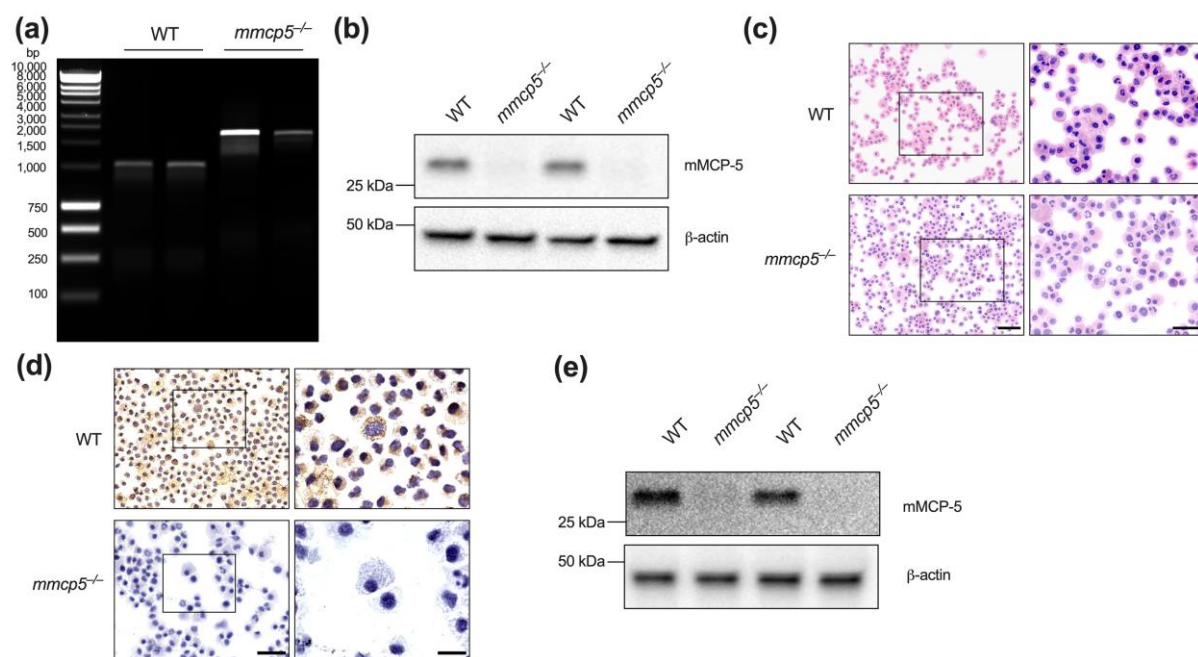 (a)
WT
mmcp5–/–
bp
10,000
8,000
6,000
5,000
4,000
3,000
2,000
1,500
1,000
750
500
250
100
(b)
WT
mmcp5–/–
WT
mmcp5–/–
mMCP-5
25 kDa
50 kDa
β-actin
(c)
WT
mmcp5–/–
(d)
WT
mmcp5–/–
(e)
WT
mmcp5–/–
WT
mmcp5–/–
mMCP-5
25 kDa
50 kDa
β-actin